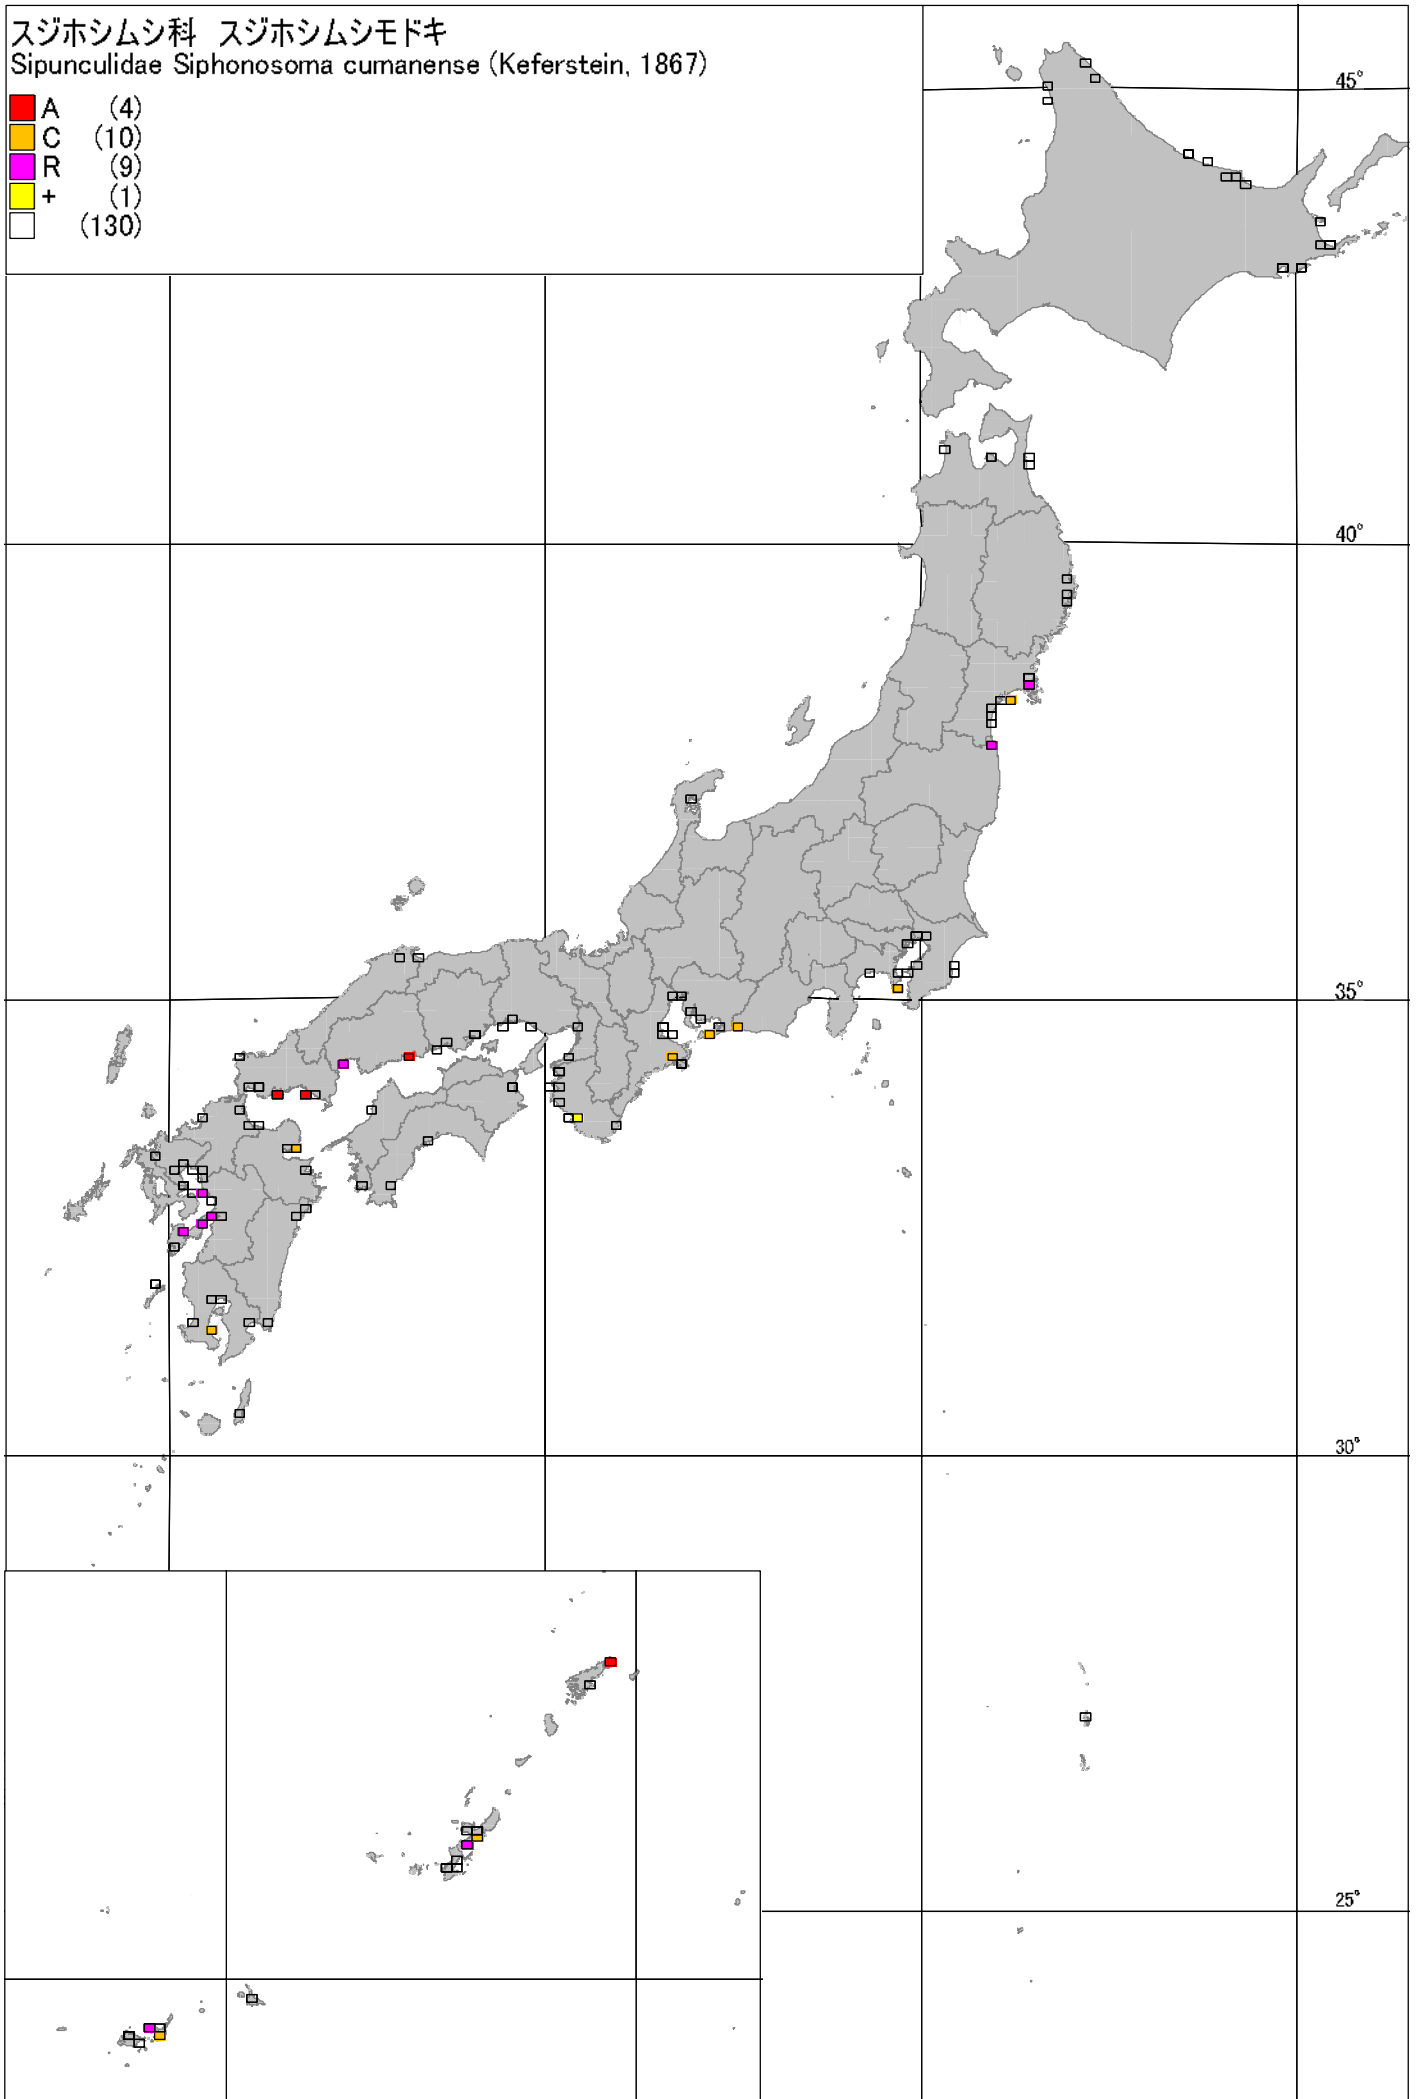 スジホシムシ科 スジホシムシモドキ
Sipunculidae Siphonosoma cumanense (Keferstein, 1867)
A (4)
C (10)
R (9)
+ (1)
(130)
45°
40°
35°
30°
25°